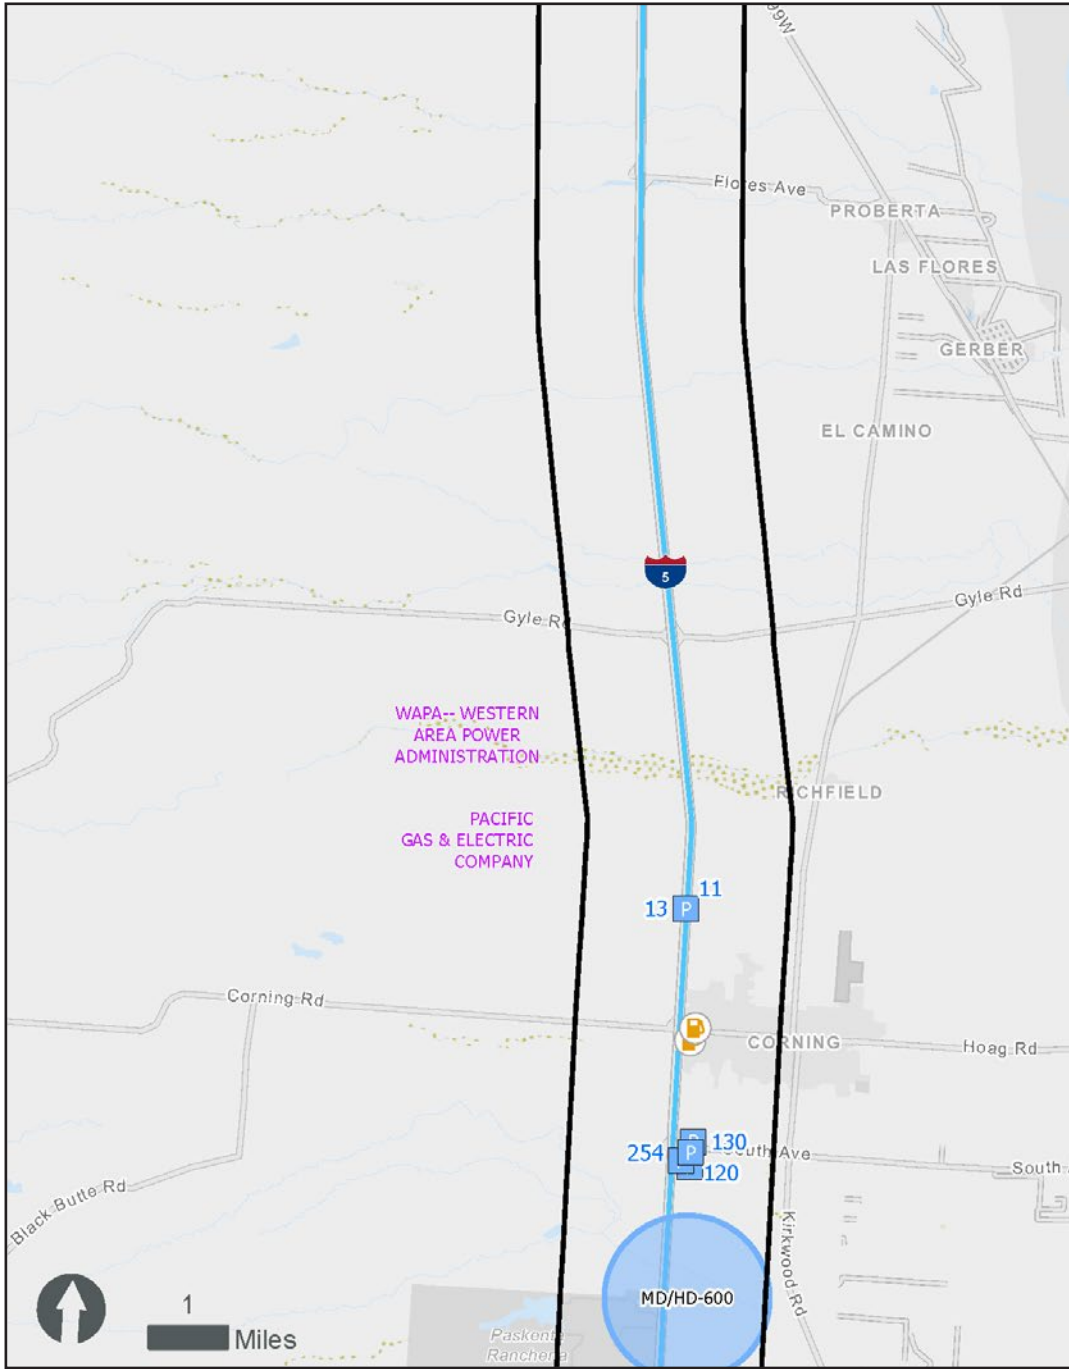 99W
Flores Ave
PROBERTA
LAS FLORES
GERBER
EL CAMINO
5
Gyle Rd
Gyle Rd
WAPA-- WESTERN
AREA POWER
ADMINISTRATION
RICHFIELD
PACIFIC
GAS & ELECTRIC
COMPANY
11
13
P
Corning Rd
CORNING
Hoag Rd
130
254
P
South Ave
120
South
Black Butte Rd
Kirkwood Rd
MD/HD-600
1
Miles
Paskenta
Rancheria